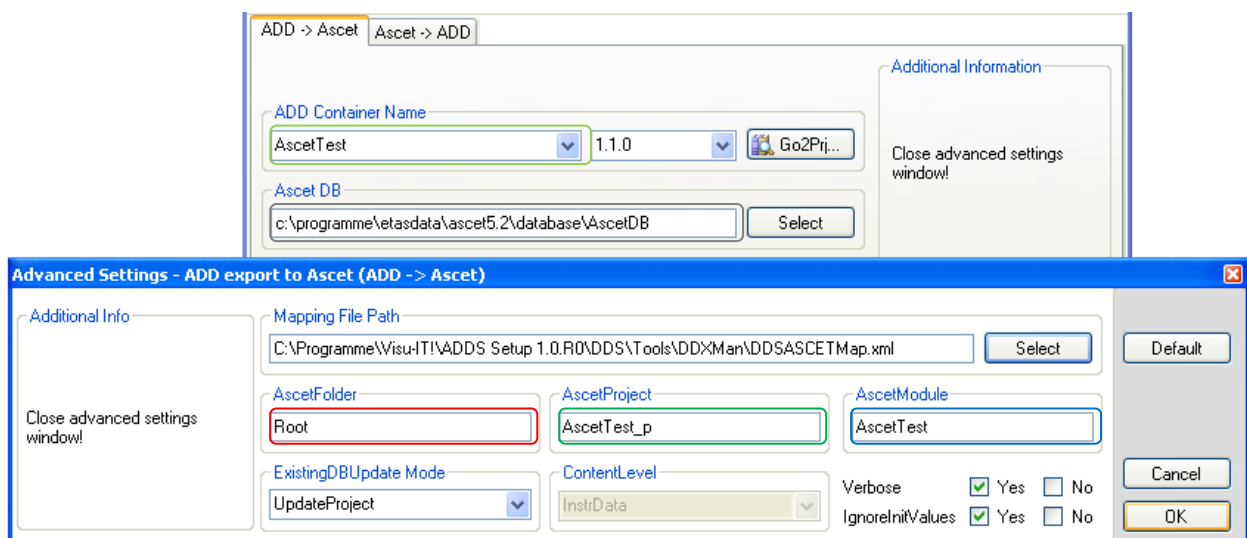 ADD -> Ascet
Ascet -> ADD
Additional Information
ADD Container Name
AscetTest
1.1.0
Go2Prj...
Close advanced settings
window!
Ascet DB
c:\programme\etasdata\ascet5.2\database\AscetDB
Select
Advanced Settings - ADD export to Ascet (ADD -> Ascet)
Additional Info
Mapping File Path
C:\Programme\Visu-IT!\ADDS Setup 1.0.R0\DDS\Tools\DDXMan\DDSASCETMap.xml
Select
Default
AscetFolder
AscetProject
AscetModule
Close advanced settings
window!
Root
AscetTest_p
AscetTest
ExistingDBUpdate Mode
ContentLevel
Cancel
UpdateProject
InstrData
Verbose Yes No
IgnoreInitValues Yes No
OK